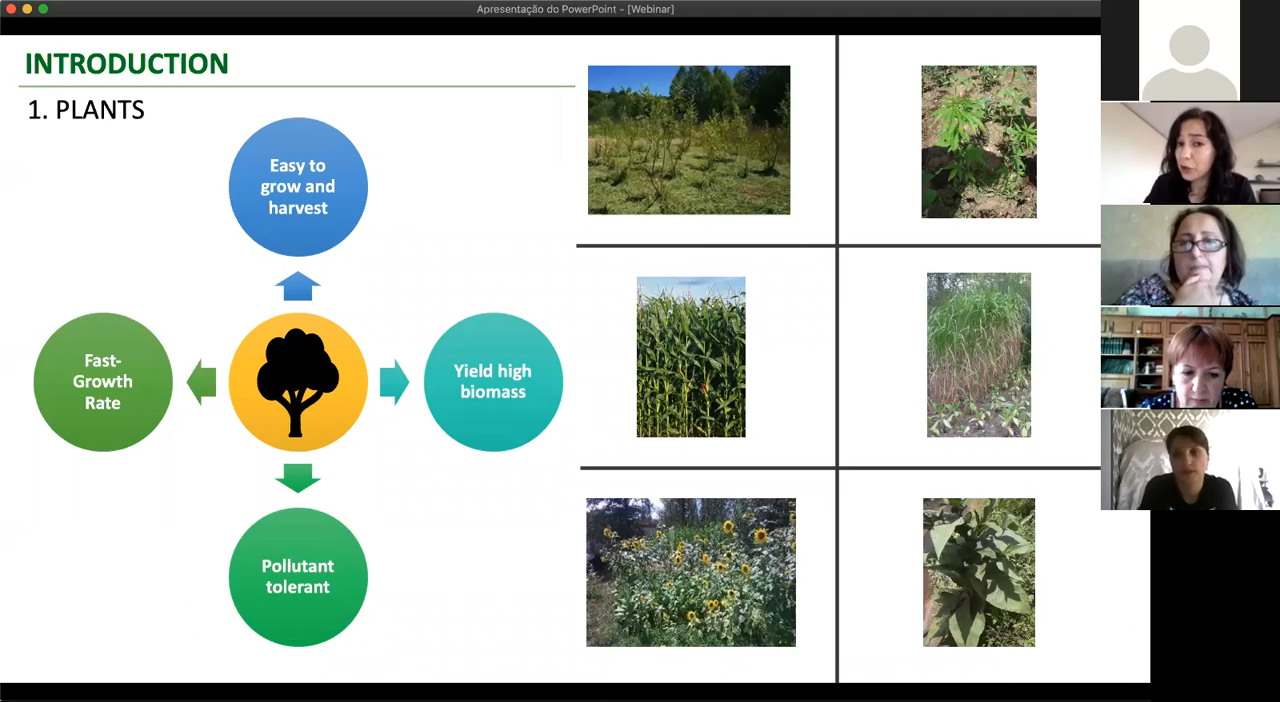 Apresentação do PowerPoint - [Webinar]
INTRODUCTION
1. PLANTS
Easy to
grow and
harvest
Fast-
Growth
Rate
Yield high
biomass
Pollutant
tolerant